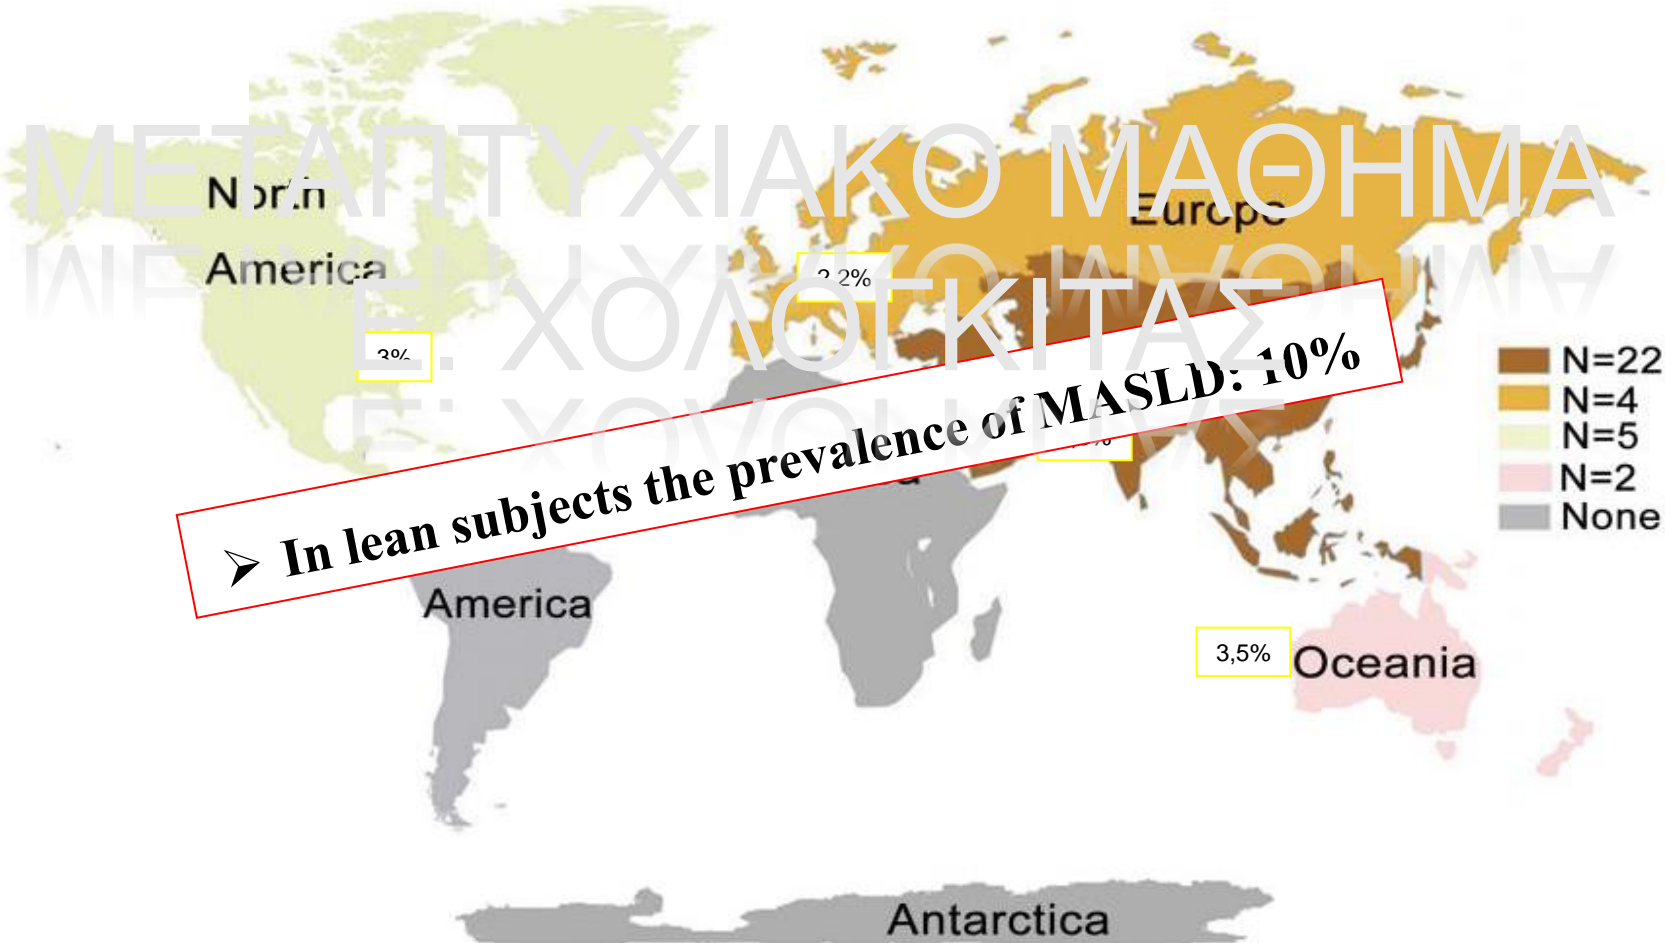 ΜΕΤΑΠΤΥΧΙΑΚΟ ΜΑΘΗΜΑ
Ε. ΧΟΛΟΓΚΙΤΑΣ
North
America
Europe
2,2%
3%
➢ In lean subjects the prevalence of MASLD: 10%
N=22
N=4
N=5
N=2
None
America
3,5%
Oceania
Antarctica